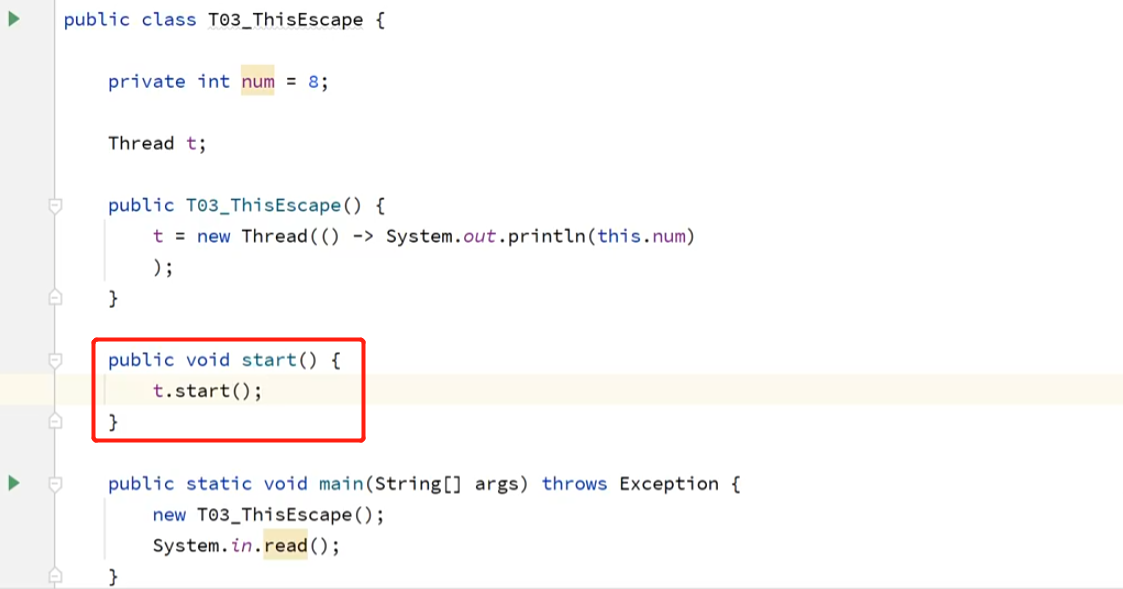 public class T03_ThisEscape {
private int num = 8;
Thread t;
public T03_ThisEscape() {
t = new Thread(() -> System.out.println(this.num)
);
}
public void start() {
t.start();
}
public static void main(String[] args) throws Exception {
new T03_ThisEscape();
System.in.read();
}